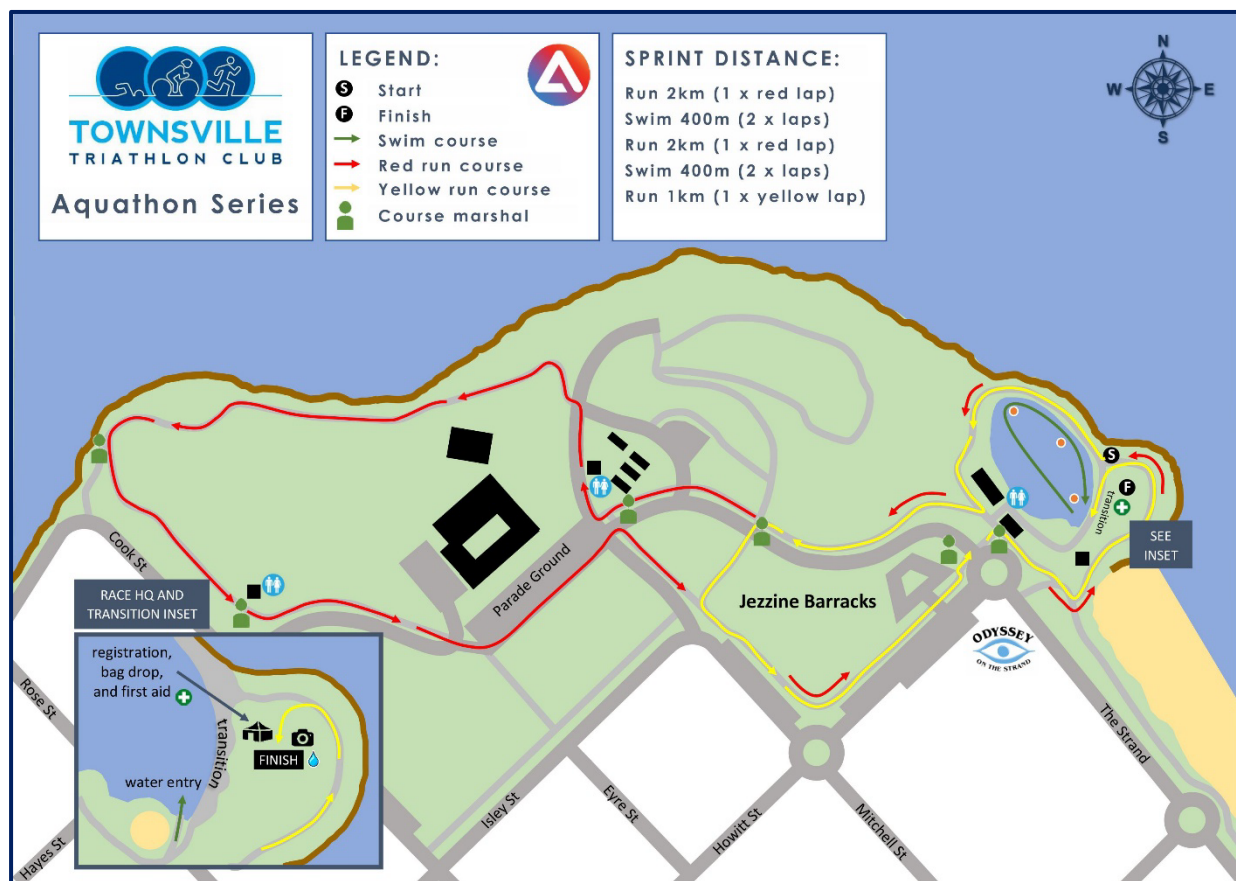 TOWNSVILLE
TRIATHLON CLUB
Aquathon Series
LEGEND:
S Start
F Finish
Swim course
Red run course
Yellow run course
Course marshal
SPRINT DISTANCE:
Run 2km (1 x red lap)
Swim 400m (2 x laps)
Run 2km (1 x red lap)
Swim 400m (2 x laps)
Run 1km (1 x yellow lap)
N
W E
S
S
F
transition
SEE
INSET
Cook St
Parade Ground
Jezzine Barracks
ODYSSEY
ON THE STRAND
RACE HQ AND
TRANSITION INSET
registration,
bag drop,
and first aid
transition
FINISH
water entry
Rose St
Hayes St
Isley St
Eyre St
Howitt St
Mitchell St
The Strand